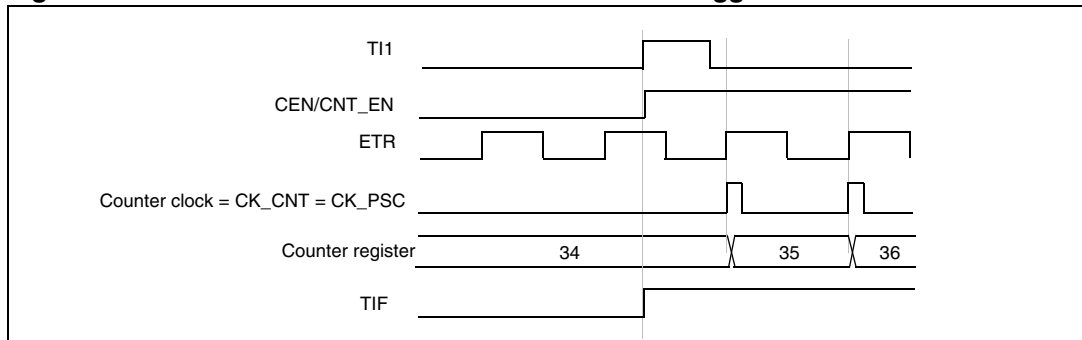 TI1
CEN/CNT_EN
ETR
Counter clock = CK_CNT = CK_PSC
Counter register
34
35
36
TIF